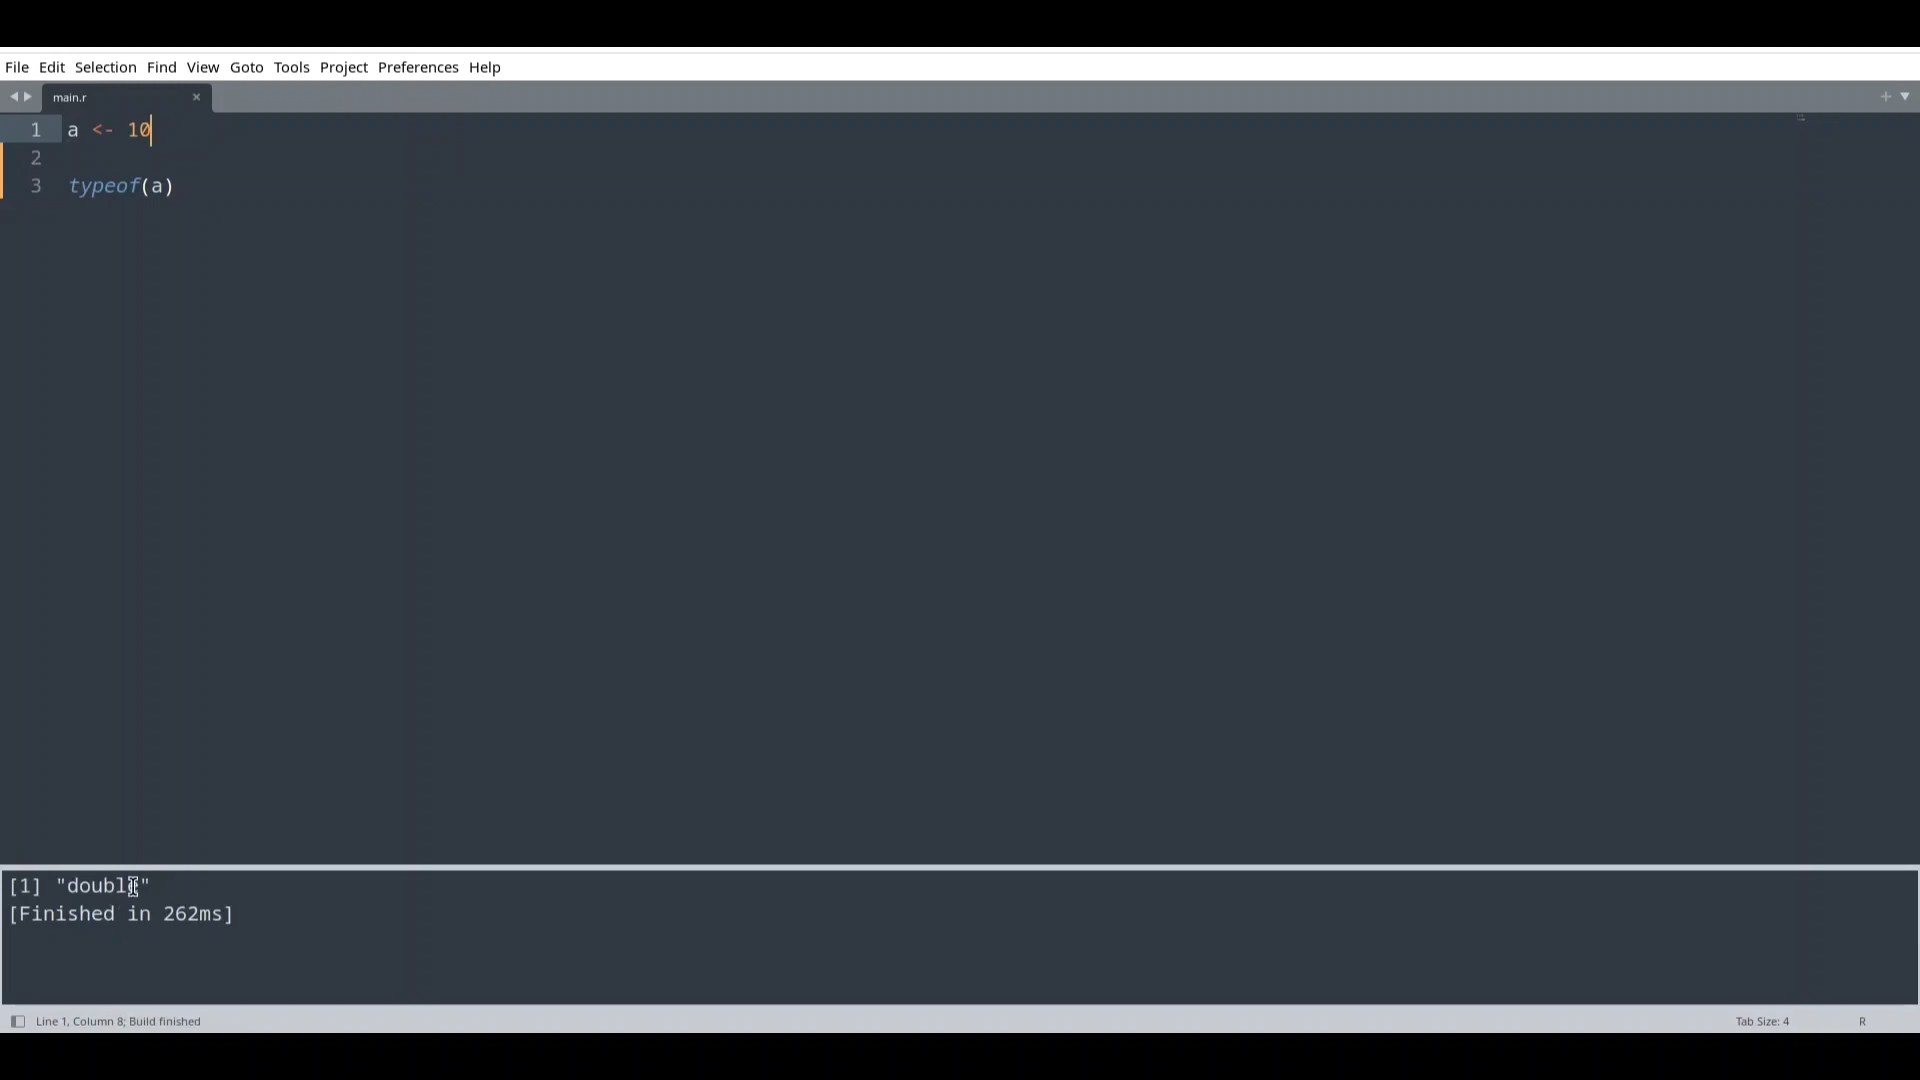 File Edit Selection Find View Goto Tools Project Preferences Help
main.r
1 a <- 10
2
3 typeof(a)
[1] "double"
[Finished in 262ms]
Line 1, Column 8; Build finished Tab Size: 4 R